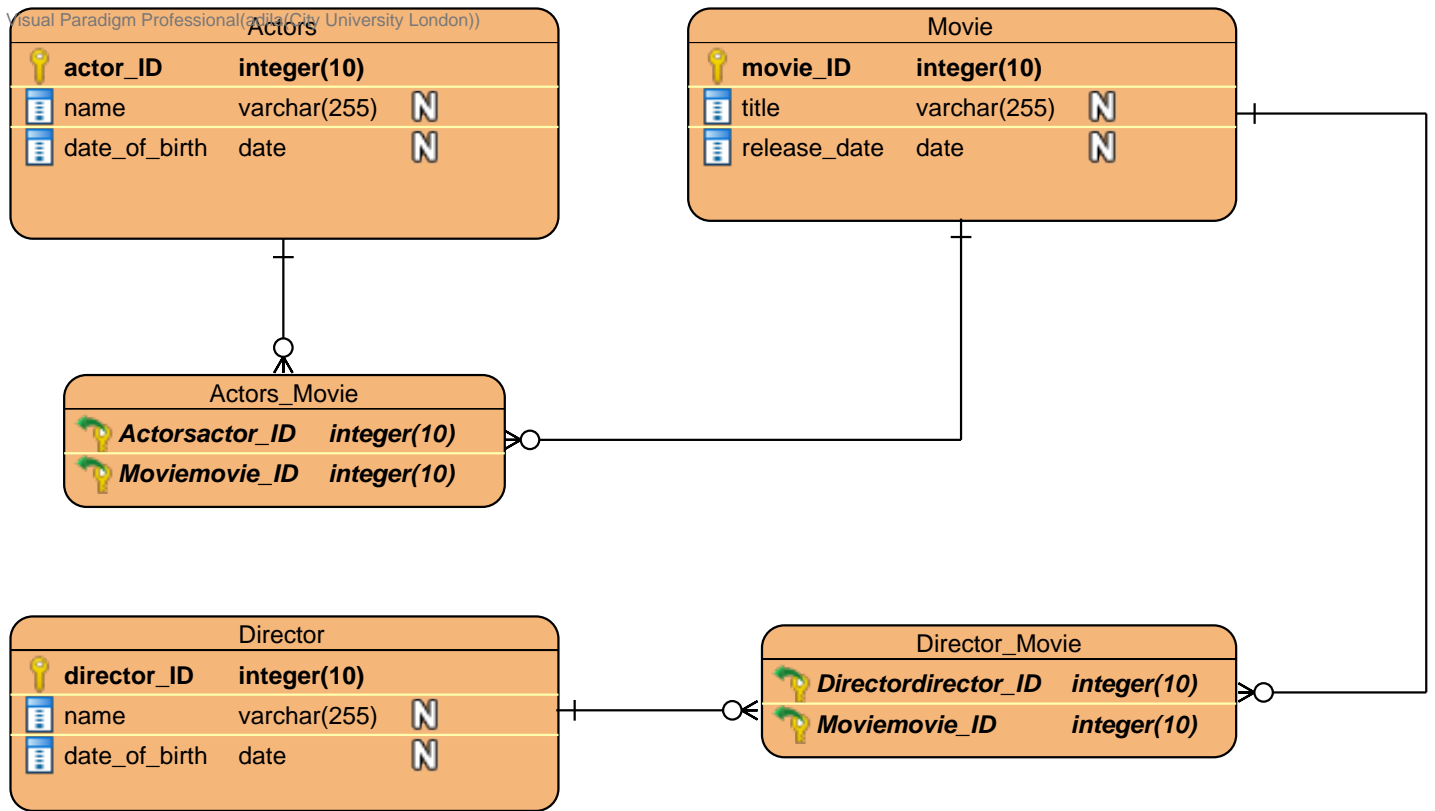 Visual Paradigm Professional(adila(City University London))
Actors
actor_ID integer(10)
name varchar(255) N
date_of_birth date N
Movie
movie_ID integer(10)
title varchar(255) N
release_date date N
Actors_Movie
Actorsactor_ID integer(10)
Moviemovie_ID integer(10)
Director
director_ID integer(10)
name varchar(255) N
date_of_birth date N
Director_Movie
Directordirector_ID integer(10)
Moviemovie_ID integer(10)